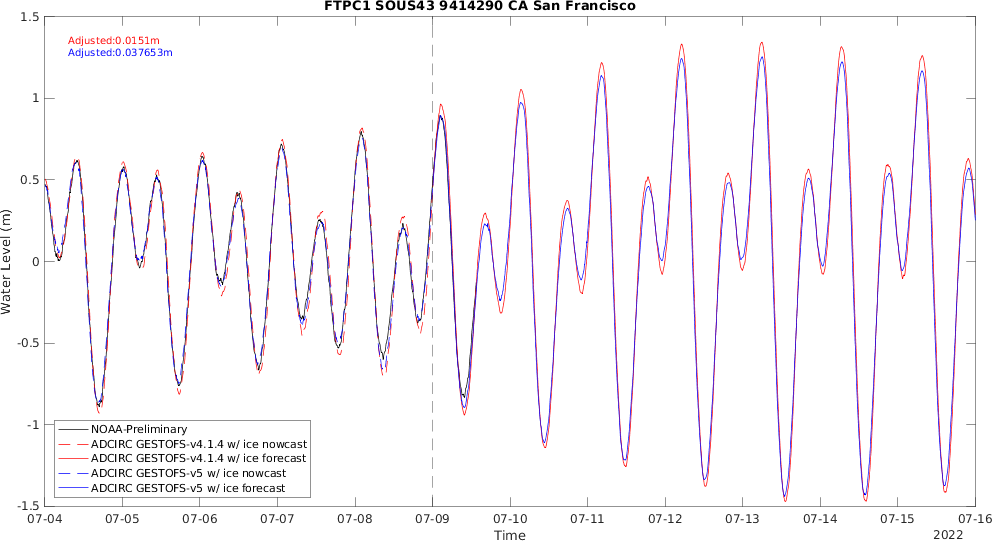 FTPC1 SOUS43 9414290 CA San Francisco
Adjusted:0.0151m
Adjusted:0.037653m
1.5
1
0.5
0
-0.5
-1
-1.5
Water Level (m)
NOAA-Preliminary
ADCIRC GESTOFS-v4.1.4 w/ ice nowcast
ADCIRC GESTOFS-v4.1.4 w/ ice forecast
ADCIRC GESTOFS-v5 w/ ice nowcast
ADCIRC GESTOFS-v5 w/ ice forecast
07-04 07-05 07-06 07-07 07-08 07-09 07-10 07-11 07-12 07-13 07-14 07-15 07-16
Time
2022